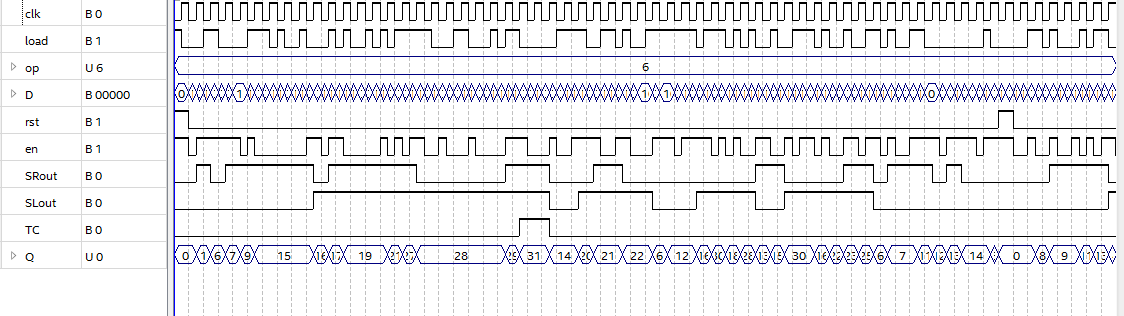 clk B 0
load B 1
op U 6 6
D B 00000 0 1 1 1 0
rst B 1
en B 1
SRout B 0
SLout B 0
TC B 0
Q U 0 0 1 6 7 9 15 19 28 31 14 20 21 22 6 12 30 6 7 14 0 8 9